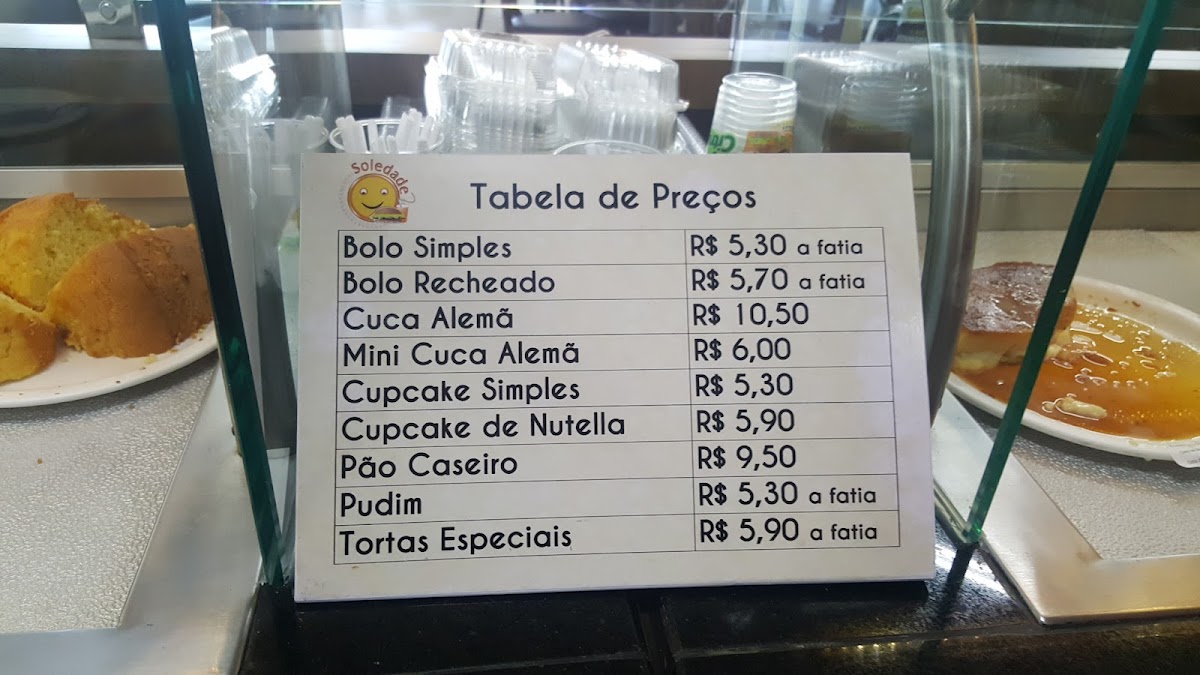 Soledade
Tabela de Preços
Bolo Simples R$ 5,30 a fatia
Bolo Recheado R$ 5,70 a fatia
Cuca Alemã R$ 10,50
Mini Cuca Alemã R$ 6,00
Cupcake Simples R$ 5,30
Cupcake de Nutella R$ 5,90
Pão Caseiro R$ 9,50
Pudim R$ 5,30 a fatia
Tortas Especiais R$ 5,90 a fatia